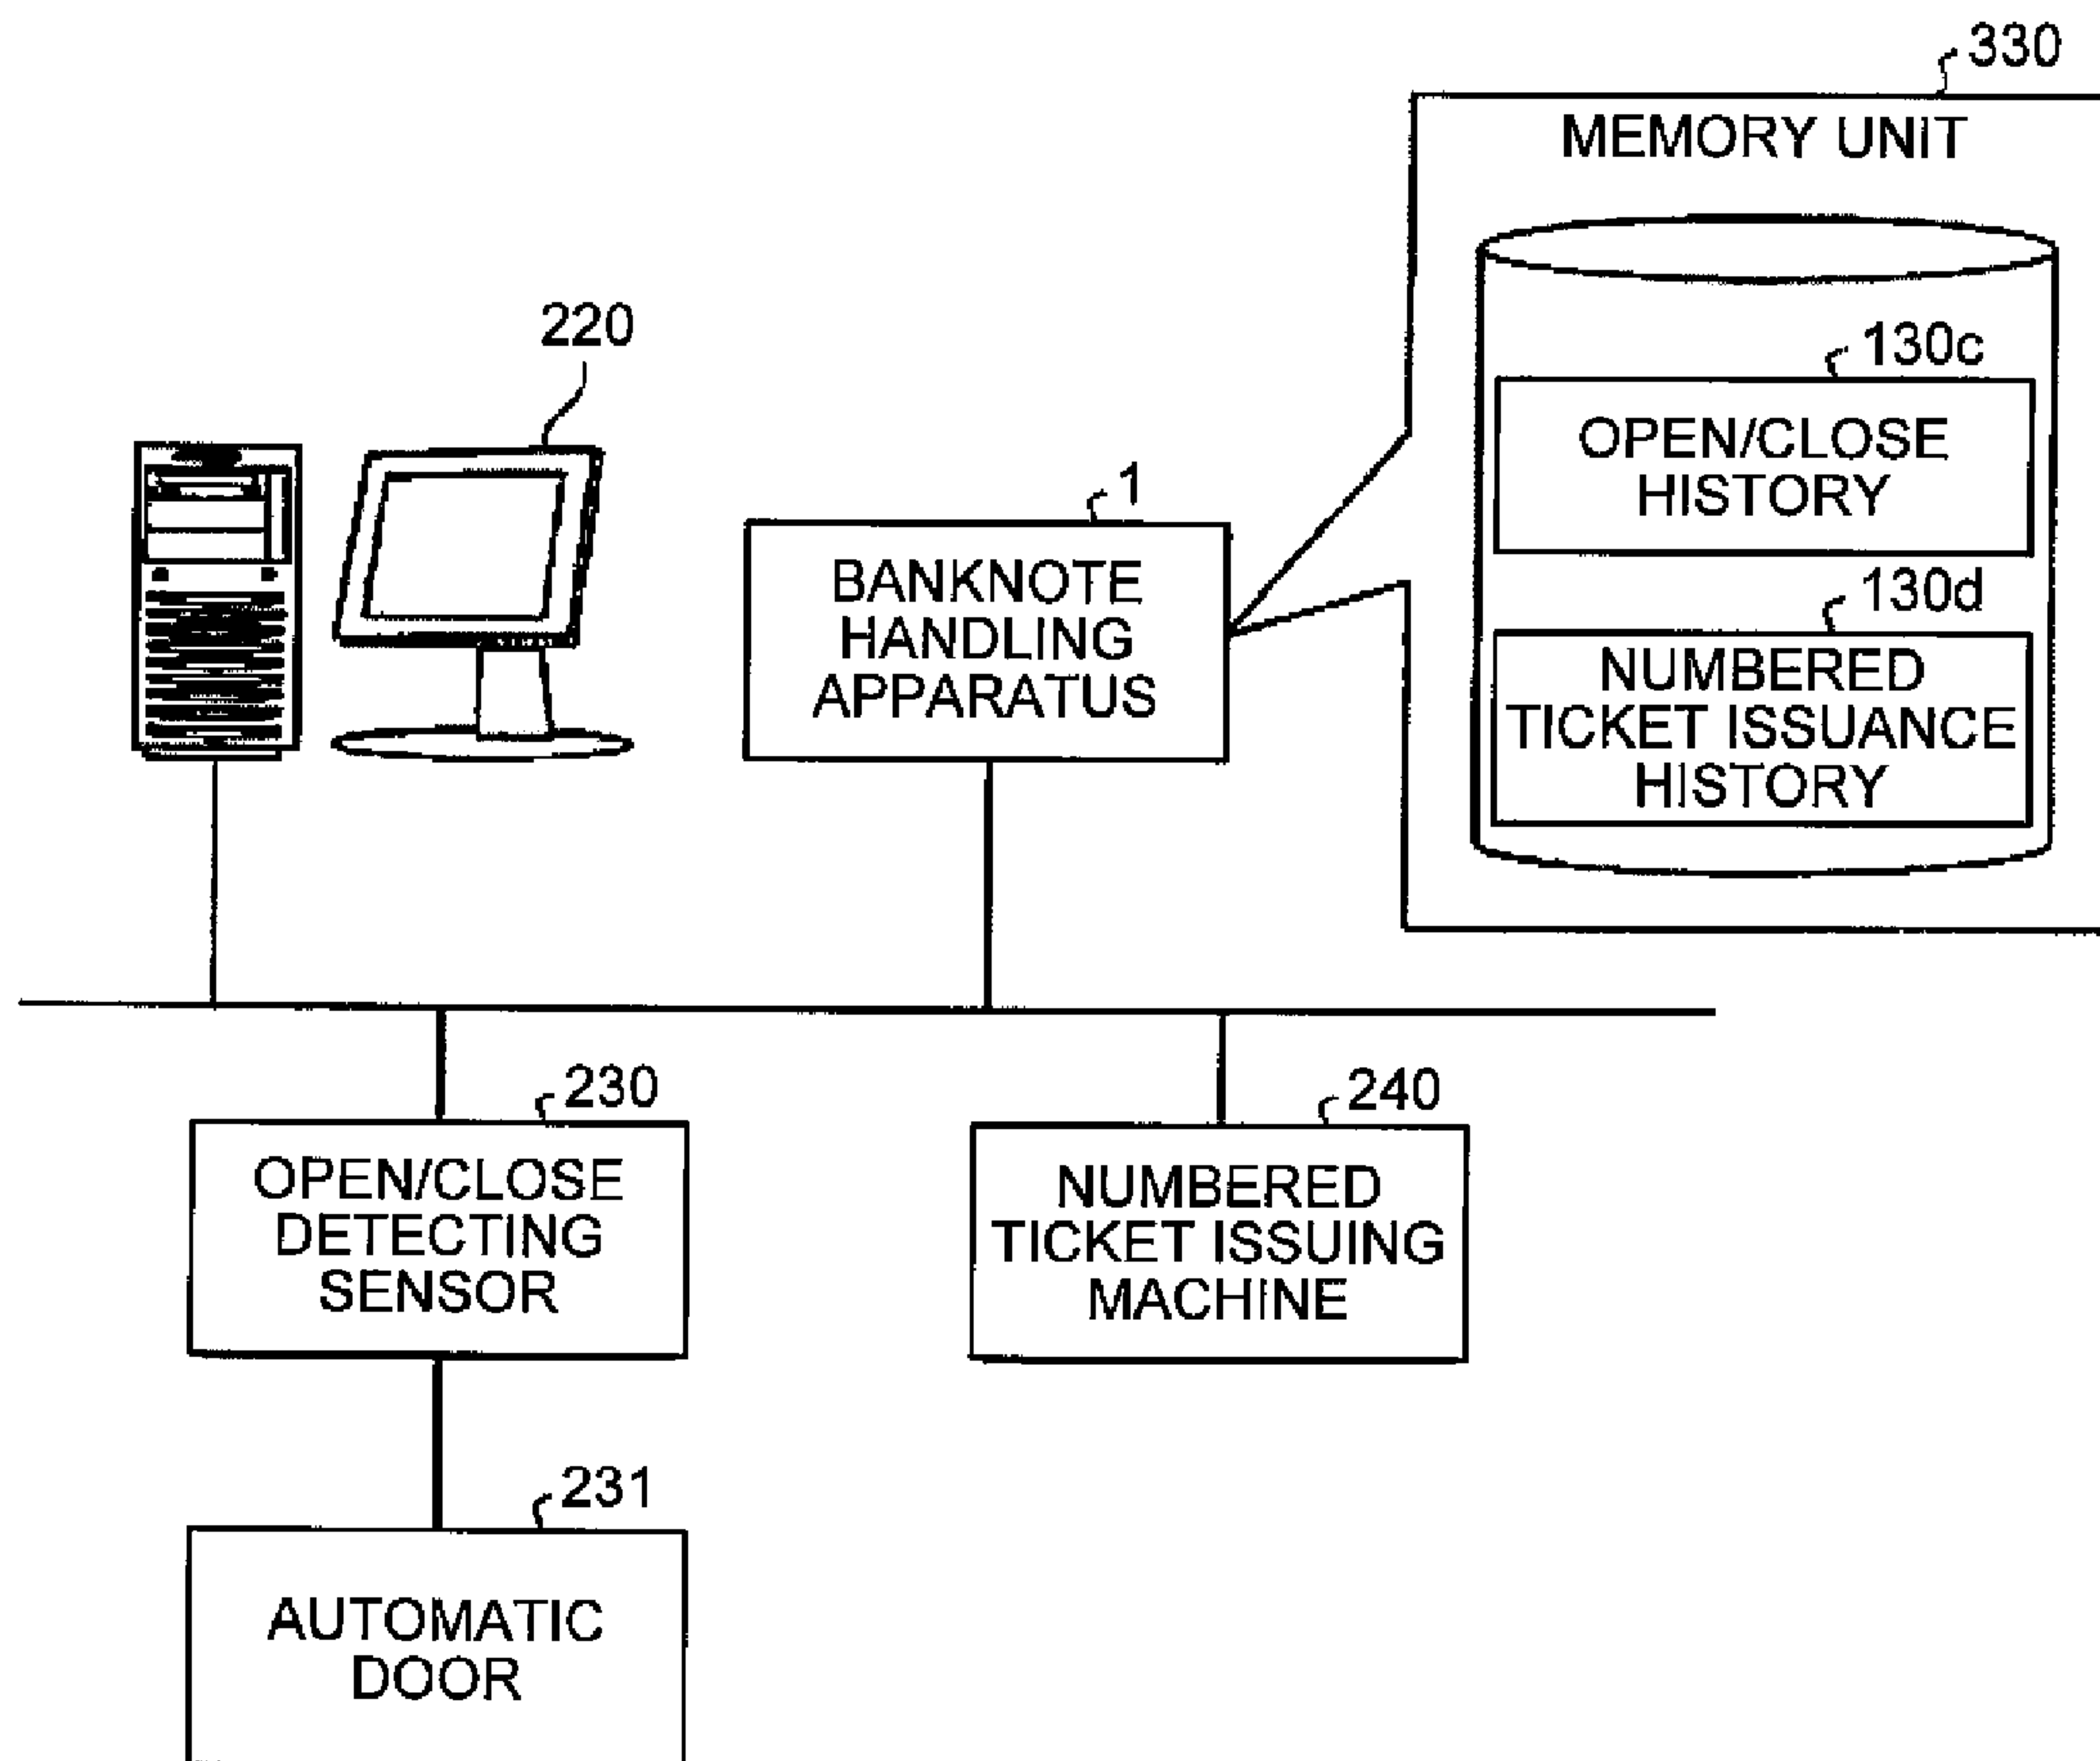 330
MEMORY UNIT
220
130c
OPEN/CLOSE
HISTORY
1
BANKNOTE
HANDLING
APPARATUS
130d
NUMBERED
TICKET ISSUANCE
HISTORY
230
OPEN/CLOSE
DETECTING
SENSOR
240
NUMBERED
TICKET ISSUING
MACHINE
231
AUTOMATIC
DOOR